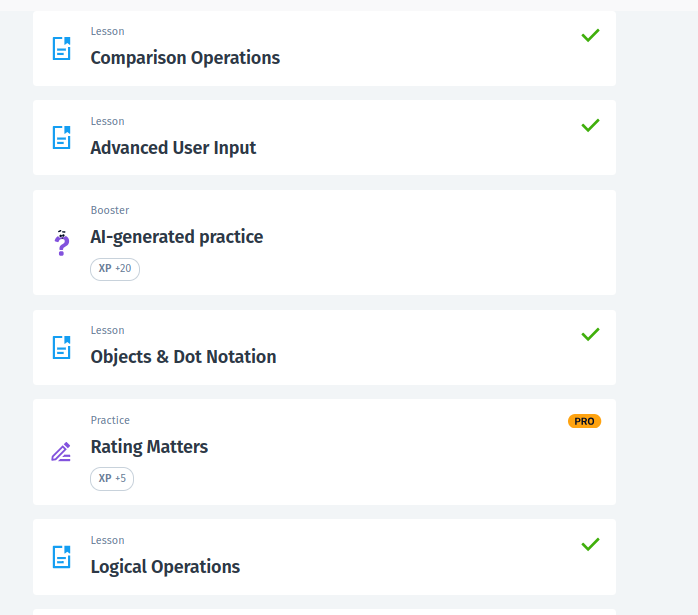 Lesson
Comparison Operations
Lesson
Advanced User Input
Booster
AI-generated practice
XP +20
Lesson
Objects & Dot Notation
Practice
PRO
Rating Matters
XP +5
Lesson
Logical Operations